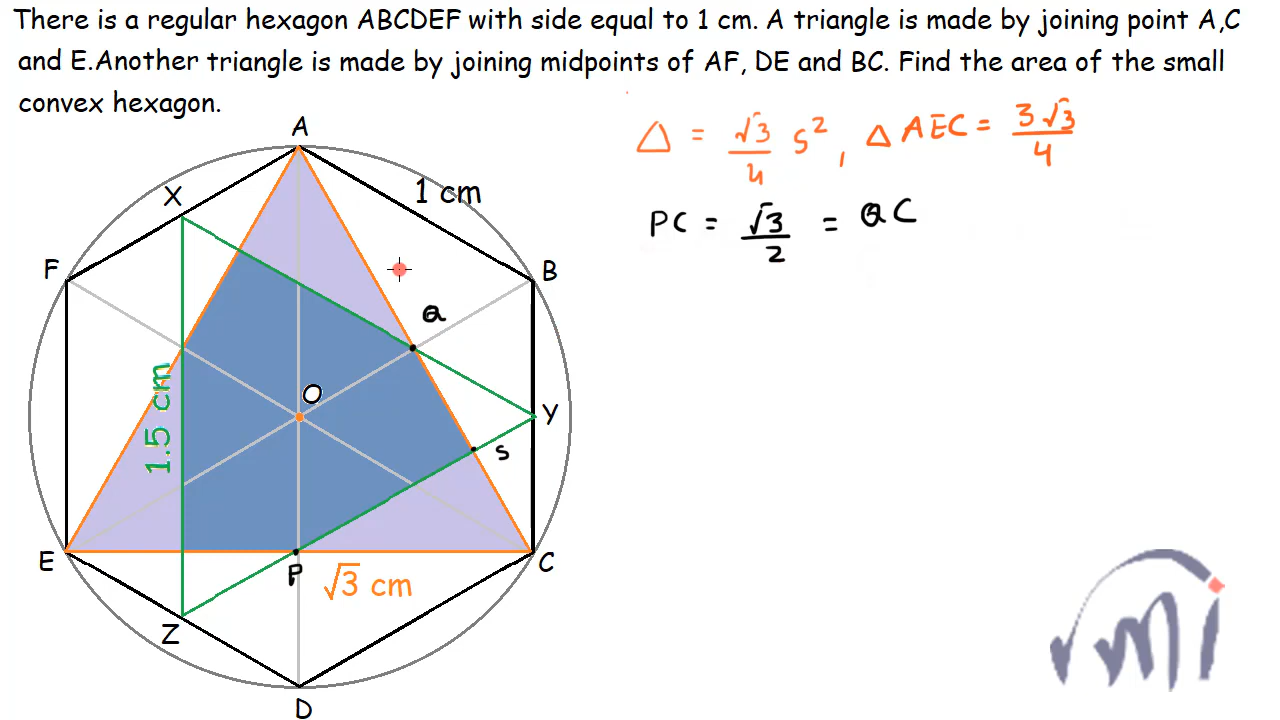 There is a regular hexagon ABCDEF with side equal to 1 cm. A triangle is made by joining point A,C
and E.Another triangle is made by joining midpoints of AF, DE and BC. Find the area of the small
convex hexagon.
△ = √3/4 s², △ AEC = 3√3/4
PC = √3/2 = QC
A
X
1 cm
F
B
Q
O
1.5 cm
Y
S
E
P
√3 cm
C
Z
D
rmi